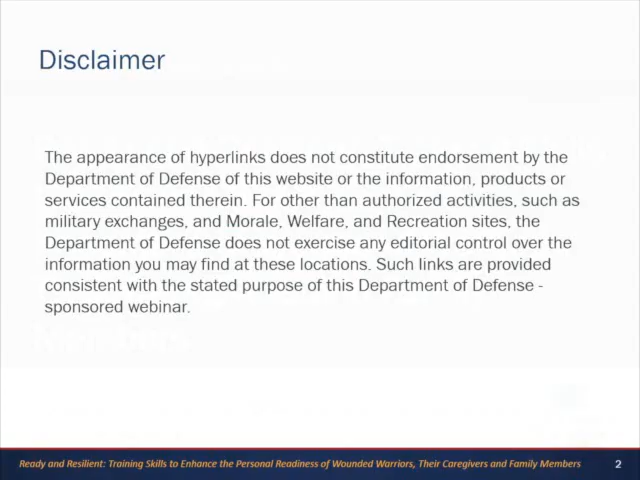 Disclaimer
The appearance of hyperlinks does not constitute endorsement by the
Department of Defense of this website or the information, products or
services contained therein. For other than authorized activities, such as
military exchanges, and Morale, Welfare, and Recreation sites, the
Department of Defense does not exercise any editorial control over the
information you may find at these locations. Such links are provided
consistent with the stated purpose of this Department of Defense -
sponsored webinar.
Ready and Resilient: Training Skills to Enhance the Personal Readiness of Wounded Warriors, Their Caregivers and Family Members
2